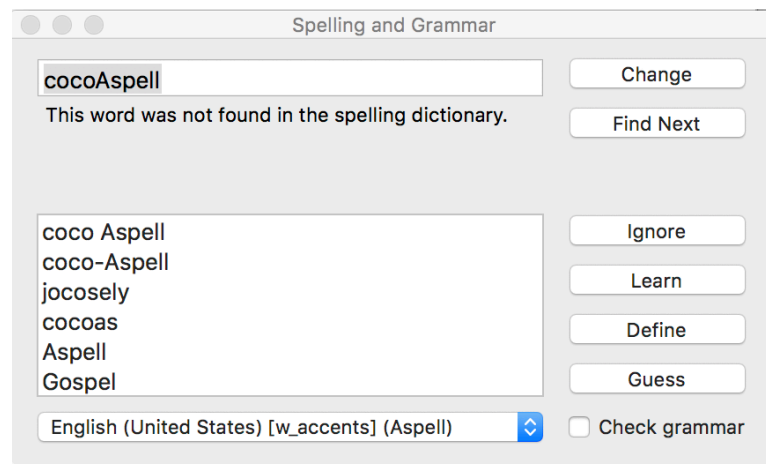 Spelling and Grammar
cocoAspell
Change
This word was not found in the spelling dictionary.
Find Next
coco Aspell
coco-Aspell
jocosely
cocoas
Aspell
Gospel
Ignore
Learn
Define
Guess
English (United States) [w_accents] (Aspell)
Check grammar